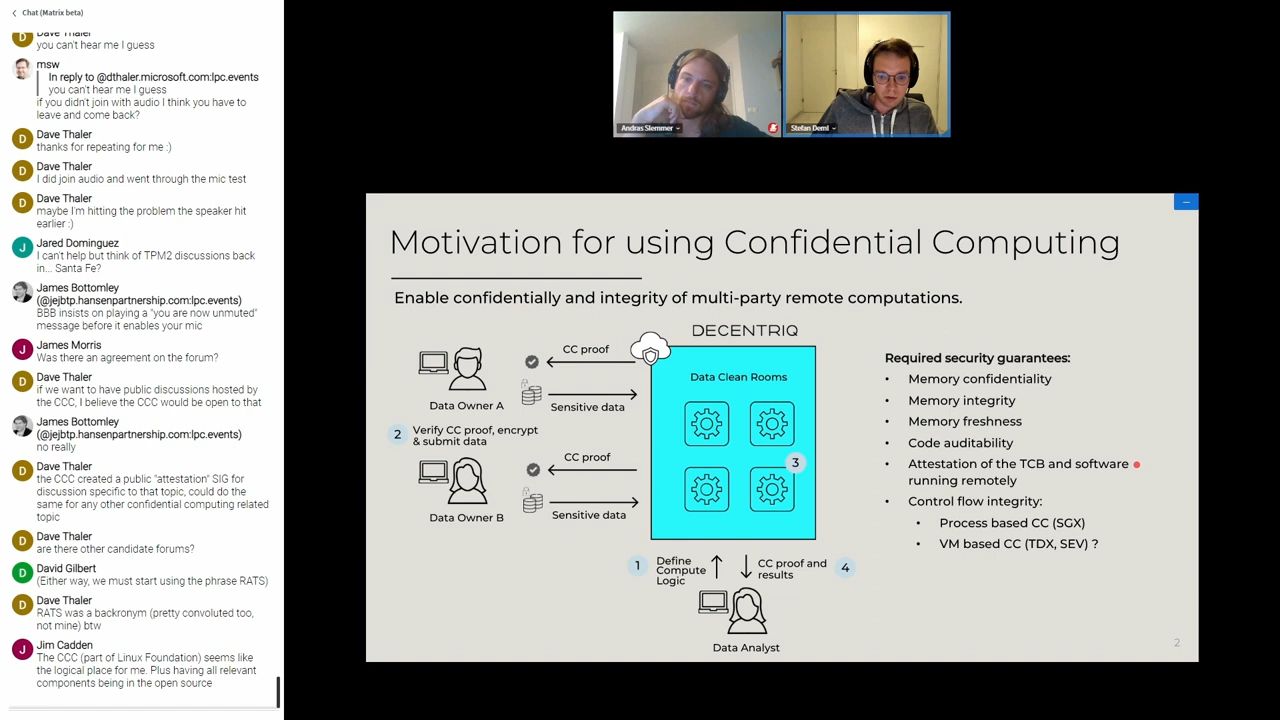 Chat (Matrix beta)
Dave Thaler
you can't hear me I guess
msw
In reply to @dthaler.microsoft.com:lpc.events
you can't hear me I guess
if you didn't join with audio I think you have to
leave and come back?
D
Dave Thaler
thanks for repeating for me :)
D
Dave Thaler
I did join audio and went through the mic test
D
Dave Thaler
maybe I'm hitting the problem the speaker hit
earlier :)
J
Jared Dominguez
I can't help but think of TPM2 discussions back
in... Santa Fe?
James Bottomley
(@jejbtp.hansenpartnership.com:lpc.events)
BBB insists on playing a "you are now unmuted"
message before it enables your mic
J
James Morris
Was there an agreement on the forum?
D
Dave Thaler
if we want to have public discussions hosted by
the CCC, I believe the CCC would be open to that
James Bottomley
(@jejbtp.hansenpartnership.com:lpc.events)
no really
D
Dave Thaler
the CCC created a public "attestation" SIG for
discussion specific to that topic, could do the
same for any other confidential computing related
topic
D
Dave Thaler
are there other candidate forums?
D
David Gilbert
(Either way, we must start using the phrase RATS)
D
Dave Thaler
RATS was a backronym (pretty convoluted too,
not mine) btw
J
Jim Cadden
The CCC (part of Linux Foundation) seems like
the logical place for me. Plus having all relevant
components being in the open source
Andras Slemmer
Stefan Deml
Motivation for using Confidential Computing
Enable confidentially and integrity of multi-party remote computations.
DECENTRIQ
Data Clean Rooms
3
CC proof
Sensitive data
Data Owner A
2 Verify CC proof, encrypt
& submit data
CC proof
Sensitive data
Data Owner B
1 Define
Compute
Logic
CC proof and
results
4
Data Analyst
Required security guarantees:
• Memory confidentiality
• Memory integrity
• Memory freshness
• Code auditability
• Attestation of the TCB and software
running remotely
• Control flow integrity:
• Process based CC (SGX)
• VM based CC (TDX, SEV) ?
2